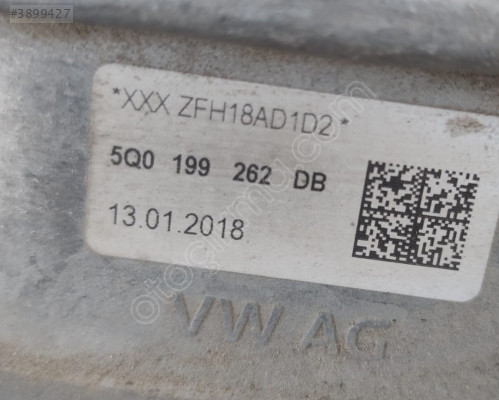 #3899427
*XXX ZFH18AD1D2 *
5Q0 199 262 DB
13.01.2018
VW AG